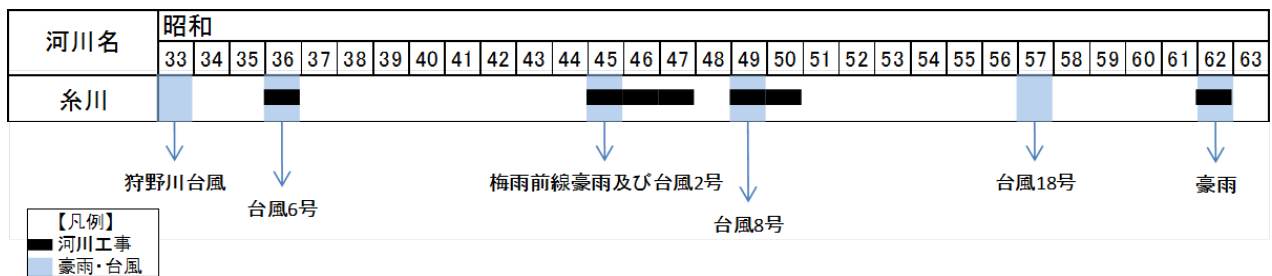 河川名
昭和
33 34 35 36 37 38 39 40 41 42 43 44 45 46 47 48 49 50 51 52 53 54 55 56 57 58 59 60 61 62 63
糸川
狩野川台風
台風6号
梅雨前線豪雨及び台風2号
台風8号
台風18号
豪雨
【凡例】
河川工事
豪雨・台風